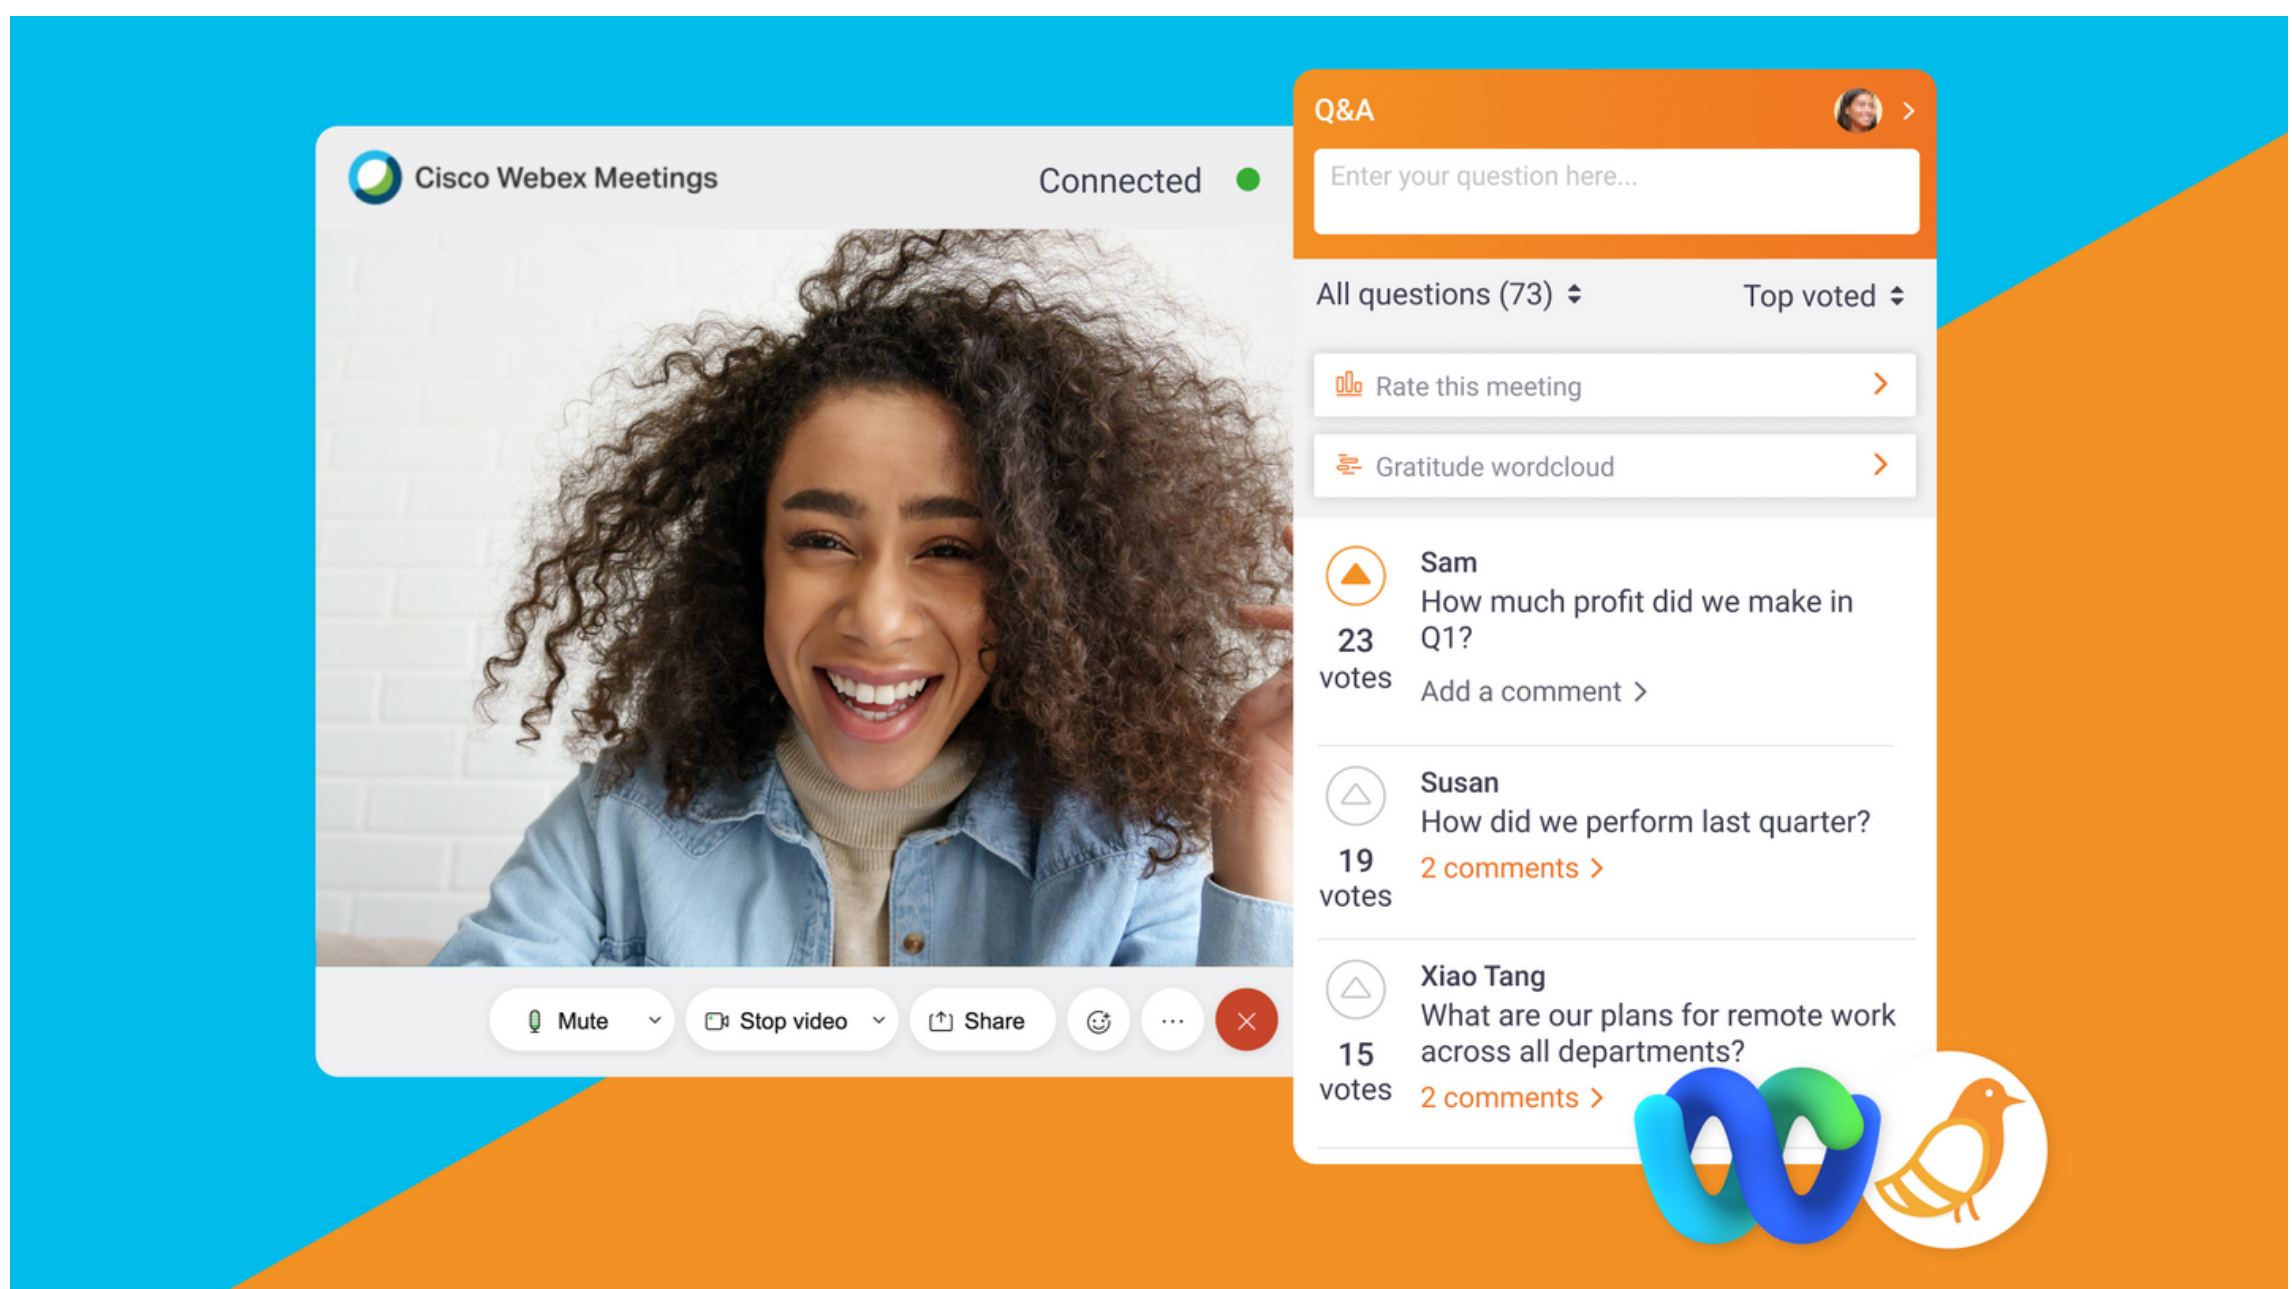 Cisco Webex Meetings
Connected
Mute
Stop video
Share
Q&A
Enter your question here...
All questions (73)
Top voted
Rate this meeting
Gratitude wordcloud
Sam
How much profit did we make in
Q1?
23
votes
Add a comment
Susan
How did we perform last quarter?
19
votes
2 comments
Xiao Tang
What are our plans for remote work
across all departments?
15
votes
2 comments